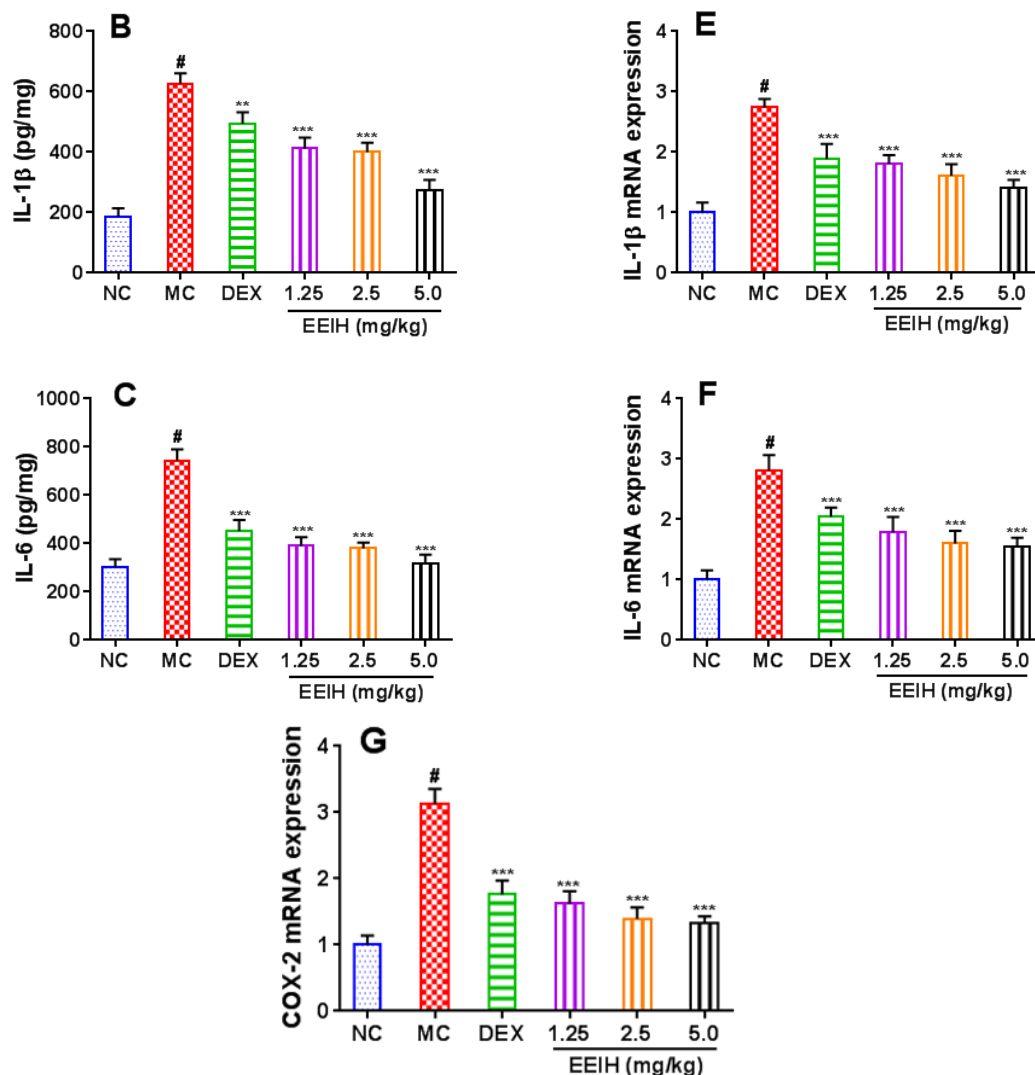 B
IL-1β (pg/mg)
800
600
400
200
0
#
**
***
***
***
NC MC DEX 1.25 2.5 5.0
EEIH (mg/kg)
E
IL-1β mRNA expression
4
3
2
1
0
#
***
***
***
***
NC MC DEX 1.25 2.5 5.0
EEIH (mg/kg)
C
IL-6 (pg/mg)
1000
800
600
400
200
0
#
***
***
***
***
NC MC DEX 1.25 2.5 5.0
EEIH (mg/kg)
F
IL-6 mRNA expression
4
3
2
1
0
#
***
***
***
***
NC MC DEX 1.25 2.5 5.0
EEIH (mg/kg)
G
COX-2 mRNA expression
4
3
2
1
0
#
***
***
***
***
NC MC DEX 1.25 2.5 5.0
EEIH (mg/kg)